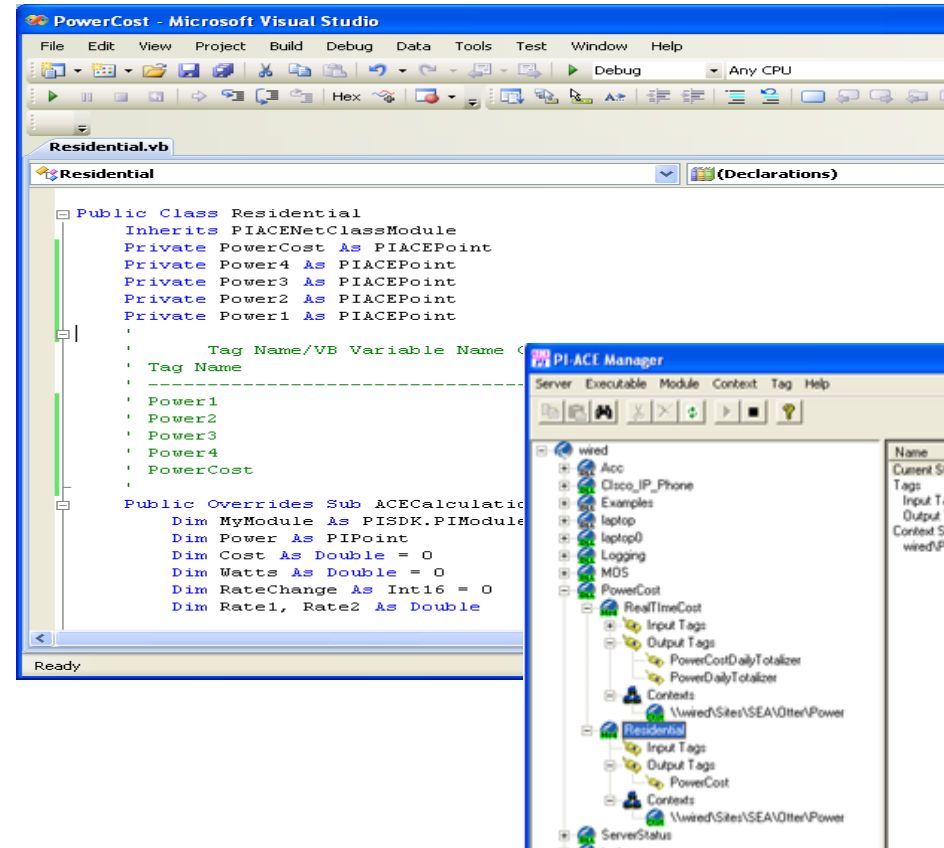 PowerCost - Microsoft Visual Studio
File Edit View Project Build Debug Data Tools Test Window Help
Debug Any CPU
Hex
Residential.vb
Residential (Declarations)
Public Class Residential
Inherits PIACENetClassModule
Private PowerCost As PIACEPoint
Private Power4 As PIACEPoint
Private Power3 As PIACEPoint
Private Power2 As PIACEPoint
Private Power1 As PIACEPoint
'
' Tag Name/VB Variable Name
' Tag Name
' ----------------------------------------
' Power1
' Power2
' Power3
' Power4
' PowerCost
'
Public Overrides Sub ACECalculatio
Dim MyModule As PISDK.PIModule
Dim Power As PIPoint
Dim Cost As Double = 0
Dim Watts As Double = 0
Dim RateChange As Int16 = 0
Dim Rate1, Rate2 As Double
Ready
PI-ACE Manager
Server Executable Module Context Tag Help
wired
Acc
CIsco_IP_Phone
Examples
laptop
laptop0
Logging
MOS
PowerCost
RealTImeCost
Input Tags
Output Tags
PowerCostDailyTotalizer
PowerDailyTotalizer
Contexts
\\wired\Sites\SEA\Otter\Power
Residential
Input Tags
Output Tags
PowerCost
Contexts
\\wired\Sites\SEA\Otter\Power
ServerStatus
Name
Current S
Tags
Input T
Output
Context S
wired\P